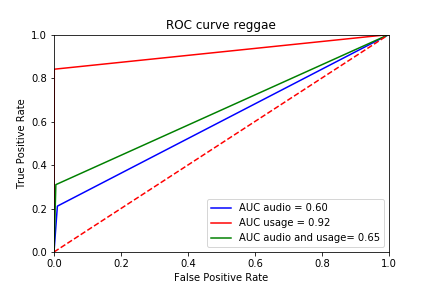 ROC curve reggae
1.0
0.8
0.6
0.4
0.2
0.0
True Positive Rate
AUC audio = 0.60
AUC usage = 0.92
AUC audio and usage= 0.65
0.0 0.2 0.4 0.6 0.8 1.0
False Positive Rate